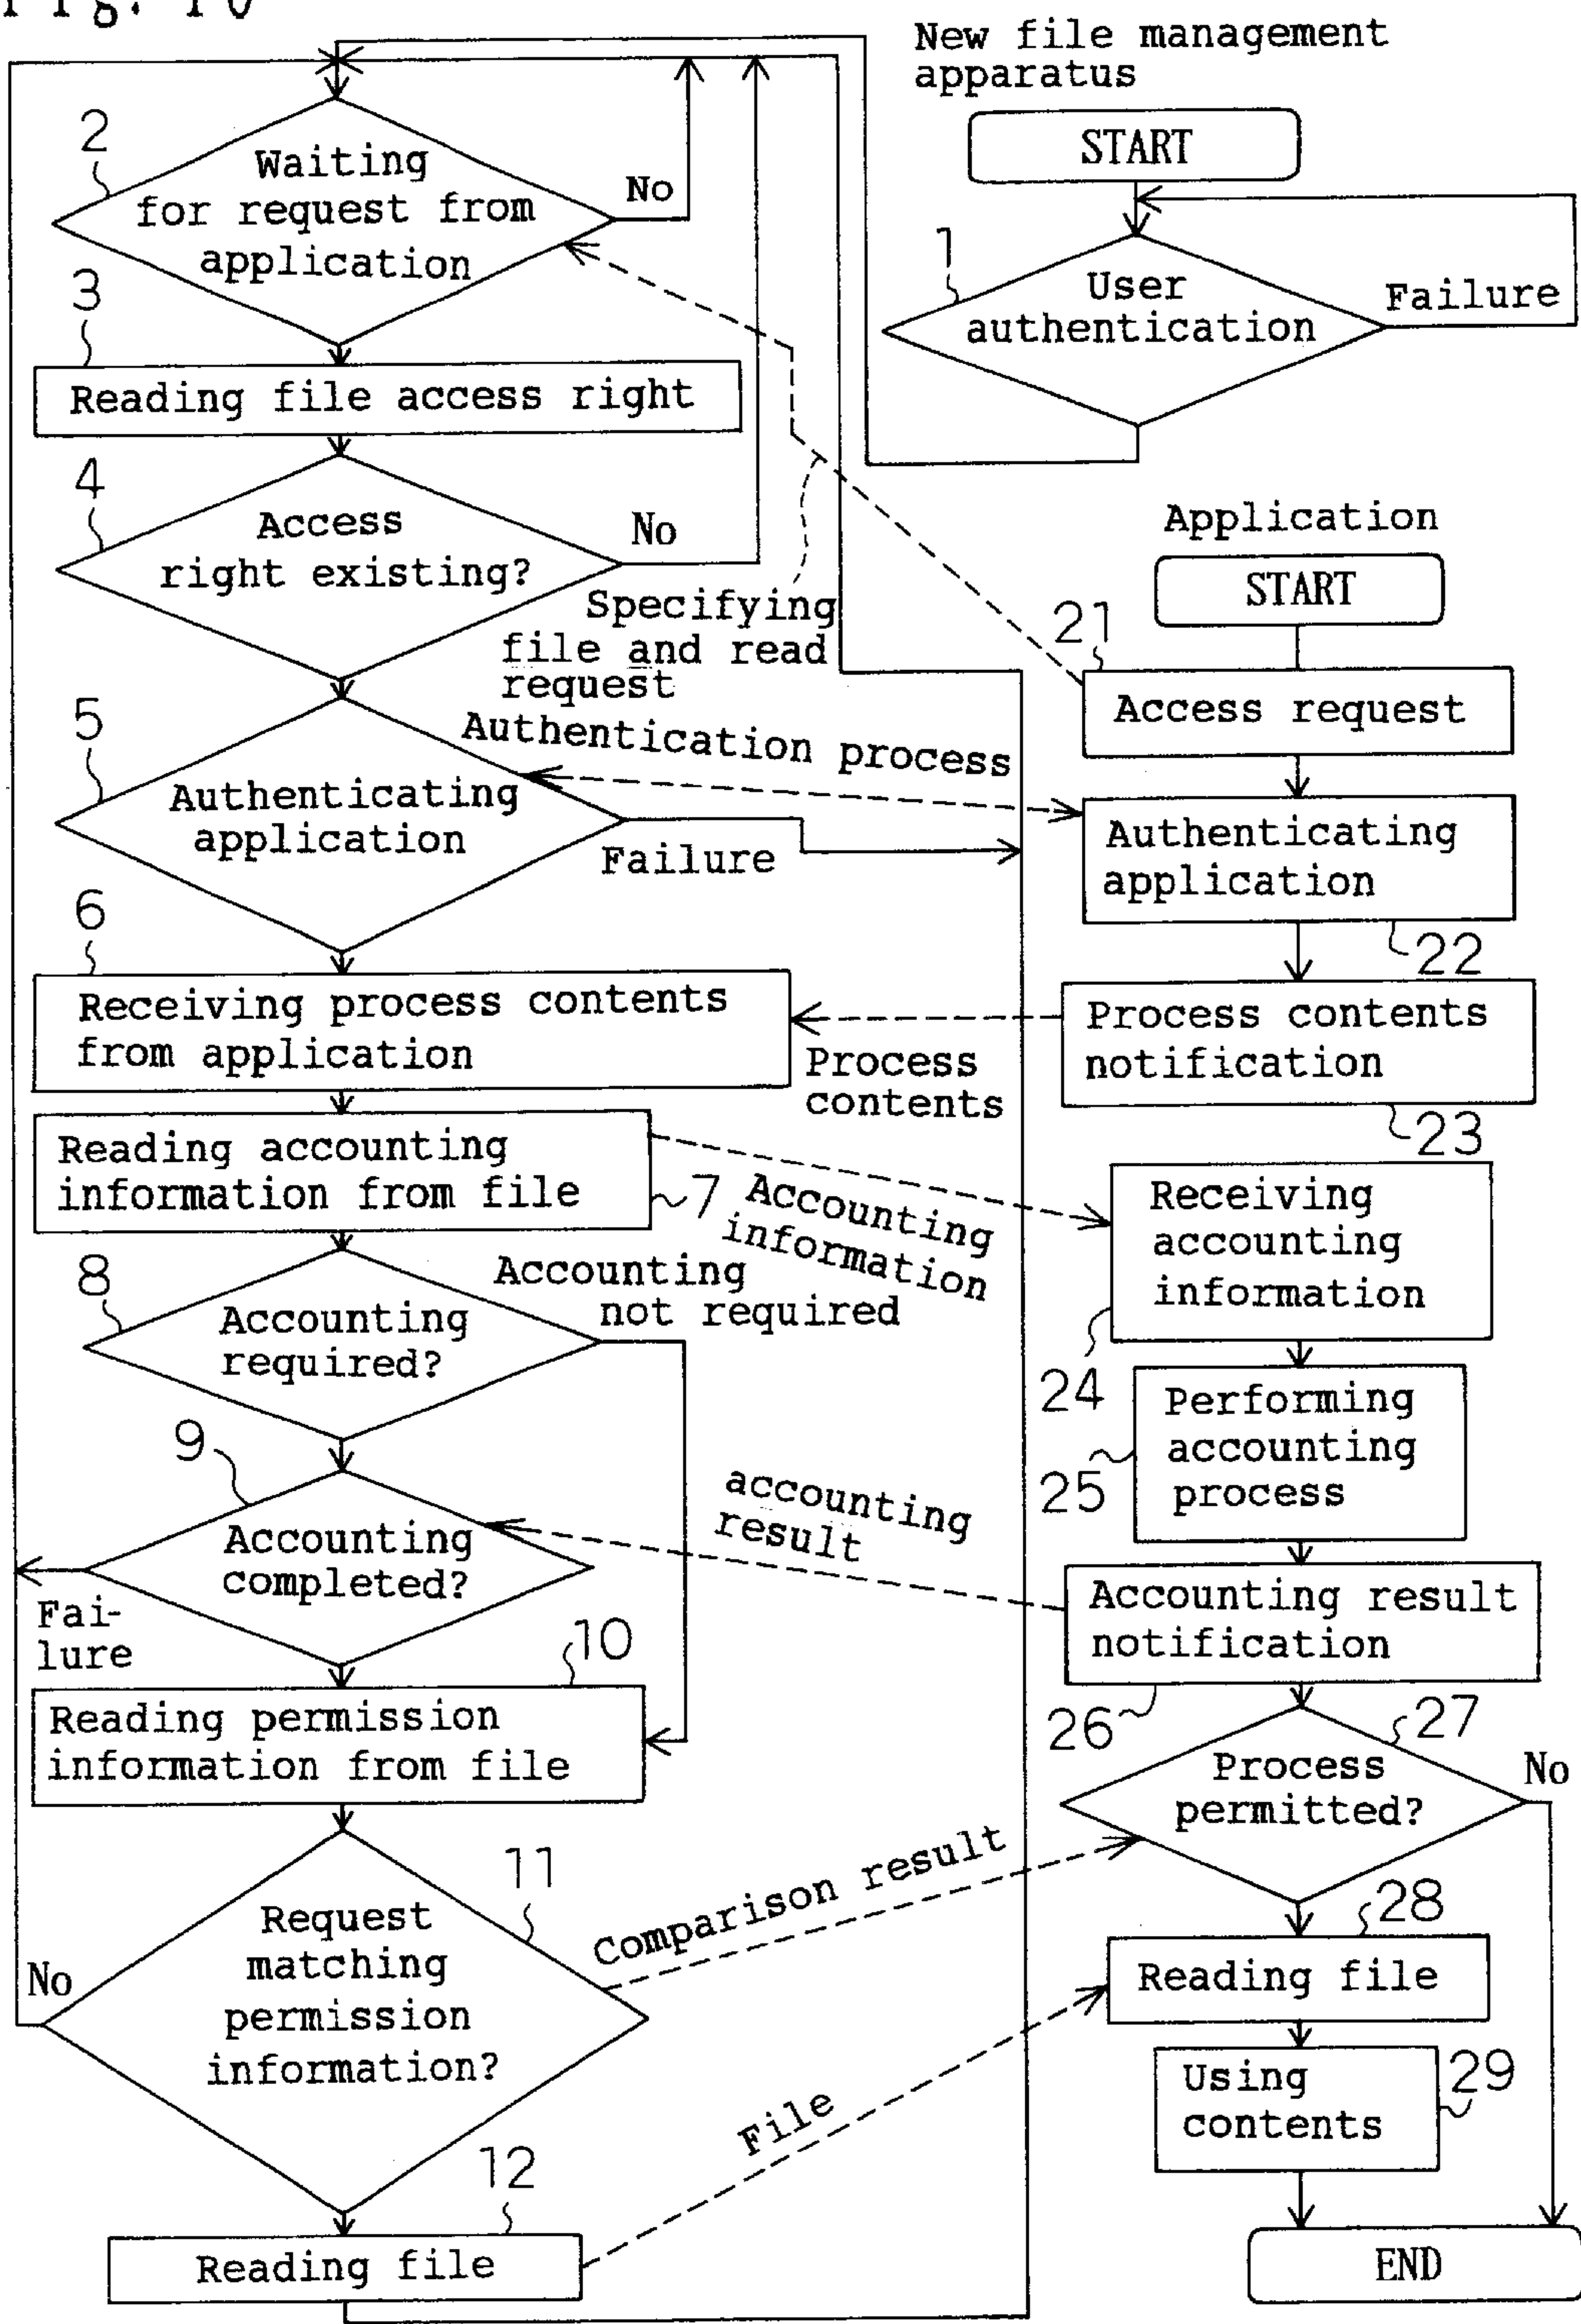 Fig. 10
New file management
apparatus
START
1
User
authentication
Failure
2
Waiting
for request from
application
No
3
Reading file access right
4
Access
right existing?
No
Specifying
file and read
request
5
Authenticating
application
Authentication process
Failure
6
Receiving process contents
from application
Process
contents
Reading accounting
information from file
7
Accounting
information
8
Accounting
required?
Accounting
not required
9
Accounting
completed?
Fai-
lure
accounting
result
10
Reading permission
information from file
11
Request
matching
permission
information?
No
Comparison result
12
Reading file
File
Application
START
21
Access request
Authenticating
application
22
Process contents
notification
23
Receiving
accounting
information
24
Performing
accounting
process
25
Accounting result
notification
26
27
Process
permitted?
No
28
Reading file
Using
contents
29
END